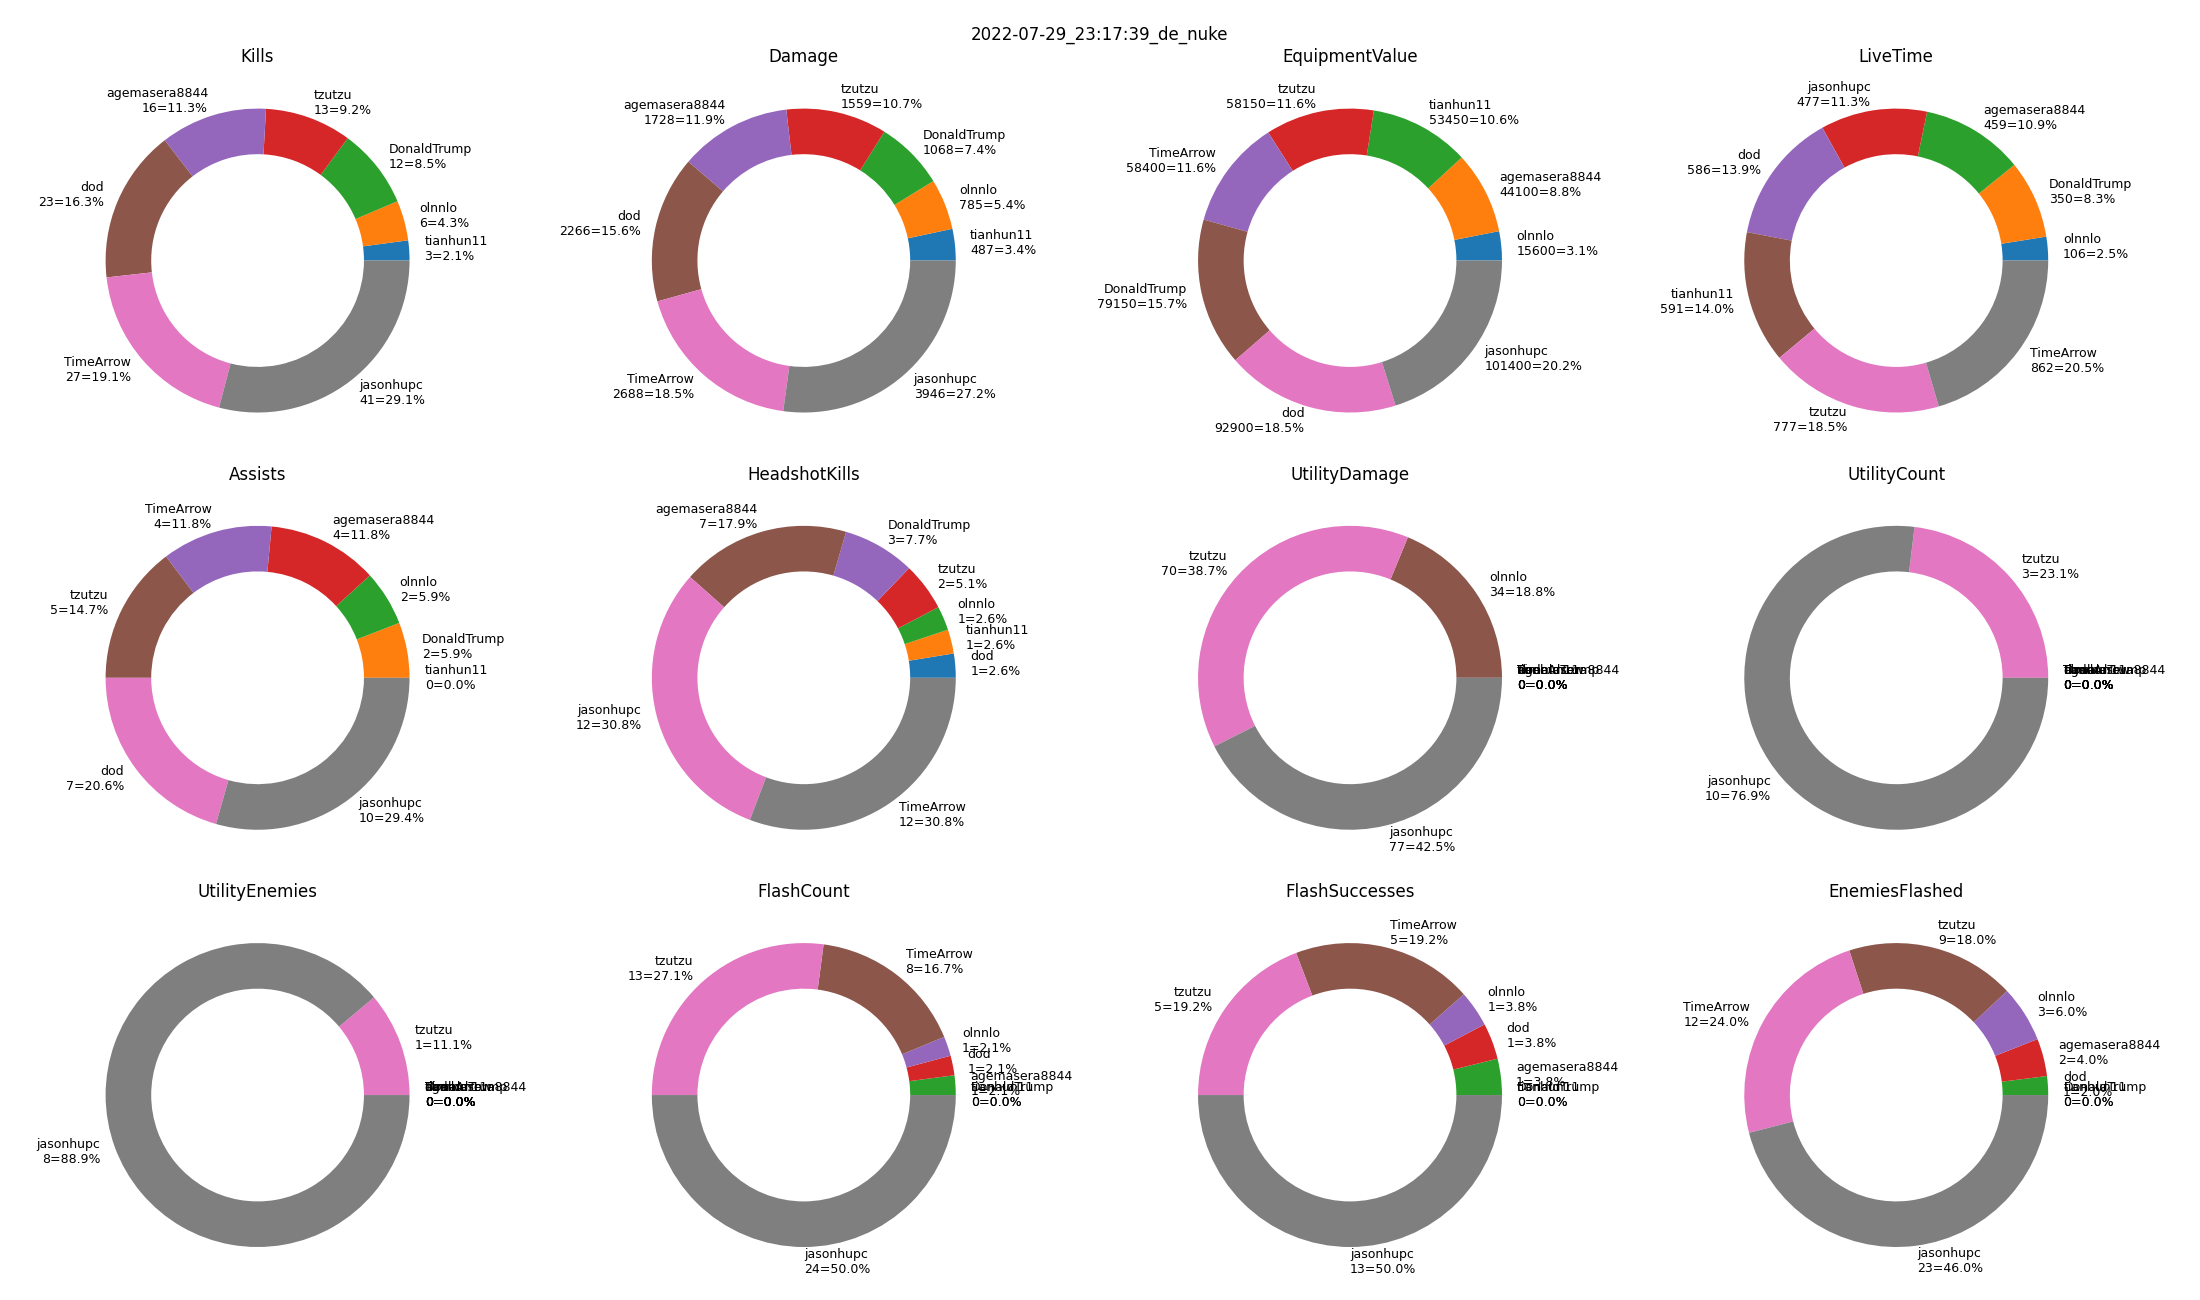 2022-07-29_23:17:39_de_nuke
Kills
agemasera8844
16=11.3%
tzutzu
13=9.2%
DonaldTrump
12=8.5%
dod
23=16.3%
olnnlo
6=4.3%
tianhun11
3=2.1%
TimeArrow
27=19.1%
jasonhupc
41=29.1%
Damage
tzutzu
1559=10.7%
agemasera8844
1728=11.9%
DonaldTrump
1068=7.4%
olnnlo
785=5.4%
dod
2266=15.6%
tianhun11
487=3.4%
TimeArrow
2688=18.5%
jasonhupc
3946=27.2%
EquipmentValue
tzutzu
58150=11.6%
tianhun11
53450=10.6%
TimeArrow
58400=11.6%
agemasera8844
44100=8.8%
olnnlo
15600=3.1%
DonaldTrump
79150=15.7%
jasonhupc
101400=20.2%
dod
92900=18.5%
LiveTime
jasonhupc
477=11.3%
agemasera8844
459=10.9%
dod
586=13.9%
DonaldTrump
350=8.3%
olnnlo
106=2.5%
tianhun11
591=14.0%
TimeArrow
862=20.5%
tzutzu
777=18.5%
Assists
TimeArrow
4=11.8%
agemasera8844
4=11.8%
tzutzu
5=14.7%
olnnlo
2=5.9%
DonaldTrump
2=5.9%
tianhun11
0=0.0%
dod
7=20.6%
jasonhupc
10=29.4%
HeadshotKills
agemasera8844
7=17.9%
DonaldTrump
3=7.7%
tzutzu
2=5.1%
olnnlo
1=2.6%
tianhun11
1=2.6%
dod
1=2.6%
jasonhupc
12=30.8%
TimeArrow
12=30.8%
UtilityDamage
tzutzu
70=38.7%
olnnlo
34=18.8%
0=0.0%
jasonhupc
77=42.5%
UtilityCount
tzutzu
3=23.1%
0=0.0%
jasonhupc
10=76.9%
UtilityEnemies
tzutzu
1=11.1%
0=0.0%
jasonhupc
8=88.9%
FlashCount
TimeArrow
8=16.7%
tzutzu
13=27.1%
olnnlo
1=2.1%
dod
1=2.1%
agemasera8844
1=2.1%
0=0.0%
jasonhupc
24=50.0%
FlashSuccesses
TimeArrow
5=19.2%
tzutzu
5=19.2%
olnnlo
1=3.8%
dod
1=3.8%
agemasera8844
1=3.8%
0=0.0%
jasonhupc
13=50.0%
EnemiesFlashed
tzutzu
9=18.0%
TimeArrow
12=24.0%
olnnlo
3=6.0%
agemasera8844
2=4.0%
dod
1=2.0%
0=0.0%
jasonhupc
23=46.0%